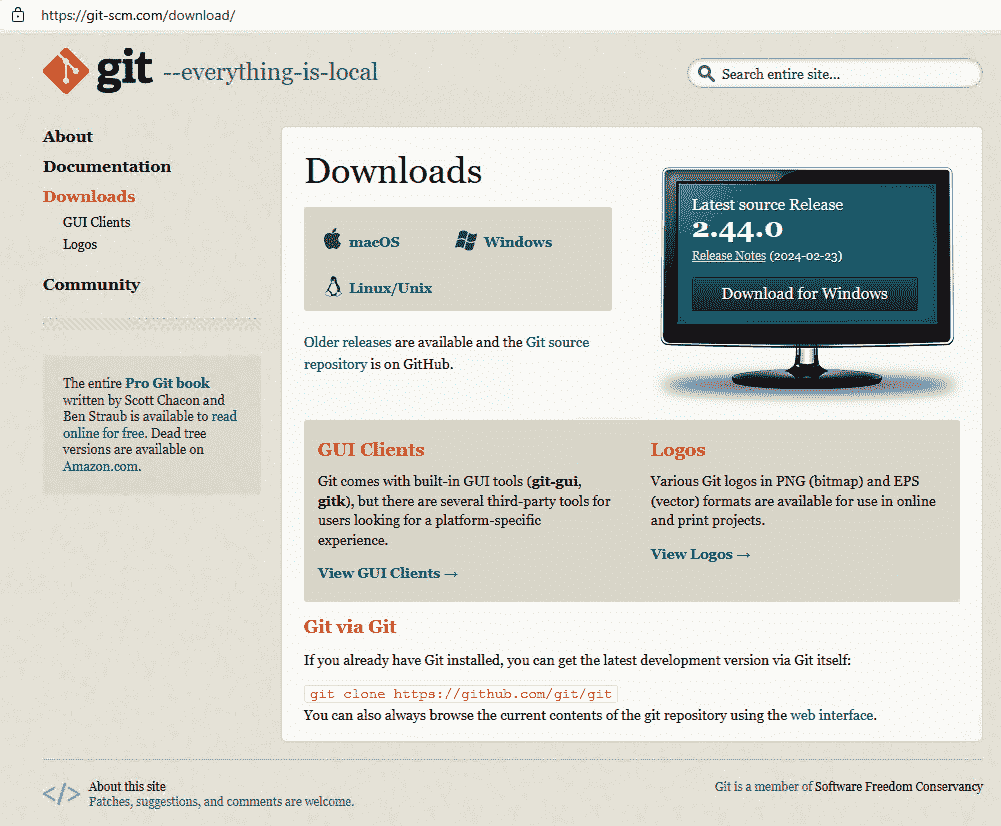 https://git-scm.com/download/
git --everything-is-local
Search entire site...
About
Documentation
Downloads
GUI Clients
Logos
Community
The entire Pro Git book
written by Scott Chacon and
Ben Straub is available to read
online for free. Dead tree
versions are available on
Amazon.com.
Downloads
macOS
Windows
Linux/Unix
Older releases are available and the Git source
repository is on GitHub.
Latest source Release
2.44.0
Release Notes (2024-02-23)
Download for Windows
GUI Clients
Git comes with built-in GUI tools (git-gui,
gitk), but there are several third-party tools for
users looking for a platform-specific
experience.
View GUI Clients →
Logos
Various Git logos in PNG (bitmap) and EPS
(vector) formats are available for use in online
and print projects.
View Logos →
Git via Git
If you already have Git installed, you can get the latest development version via Git itself:
git clone https://github.com/git/git
You can also always browse the current contents of the git repository using the web interface.
</> About this site
Patches, suggestions, and comments are welcome.
Git is a member of Software Freedom Conservancy